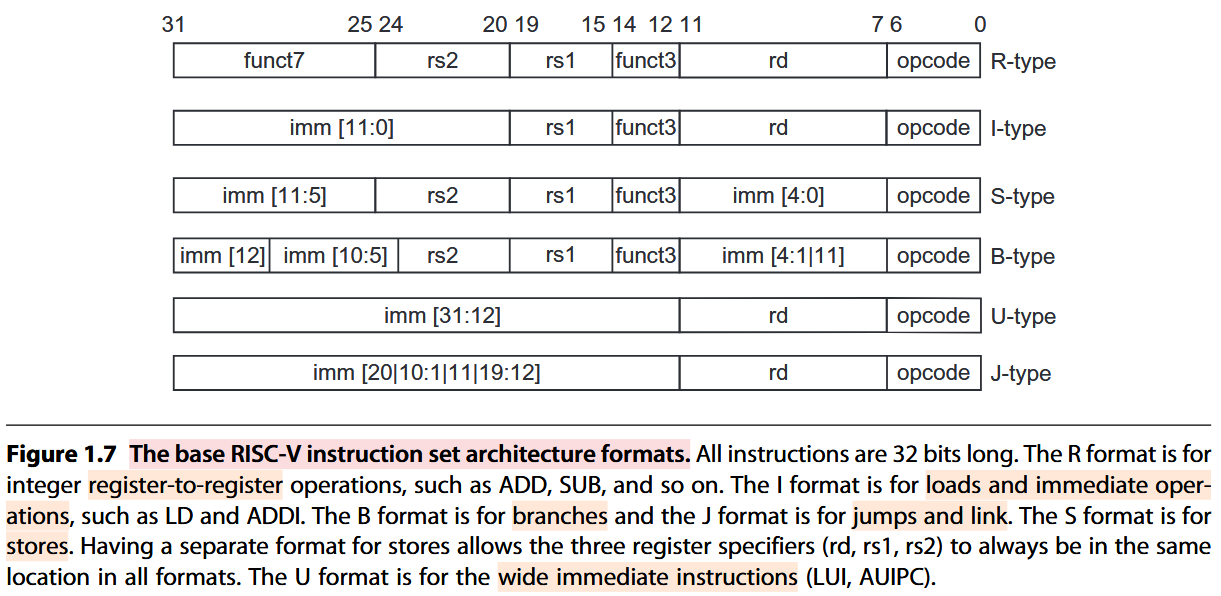 31 25 24 20 19 15 14 12 11 7 6 0
funct7 rs2 rs1 funct3 rd opcode R-type
imm [11:0] rs1 funct3 rd opcode I-type
imm [11:5] rs2 rs1 funct3 imm [4:0] opcode S-type
imm [12] imm [10:5] rs2 rs1 funct3 imm [4:1|11] opcode B-type
imm [31:12] rd opcode U-type
imm [20|10:1|11|19:12] rd opcode J-type
Figure 1.7 The base RISC-V instruction set architecture formats. All instructions are 32 bits long. The R format is for
integer register-to-register operations, such as ADD, SUB, and so on. The I format is for loads and immediate oper-
ations, such as LD and ADDI. The B format is for branches and the J format is for jumps and link. The S format is for
stores. Having a separate format for stores allows the three register specifiers (rd, rs1, rs2) to always be in the same
location in all formats. The U format is for the wide immediate instructions (LUI, AUIPC).